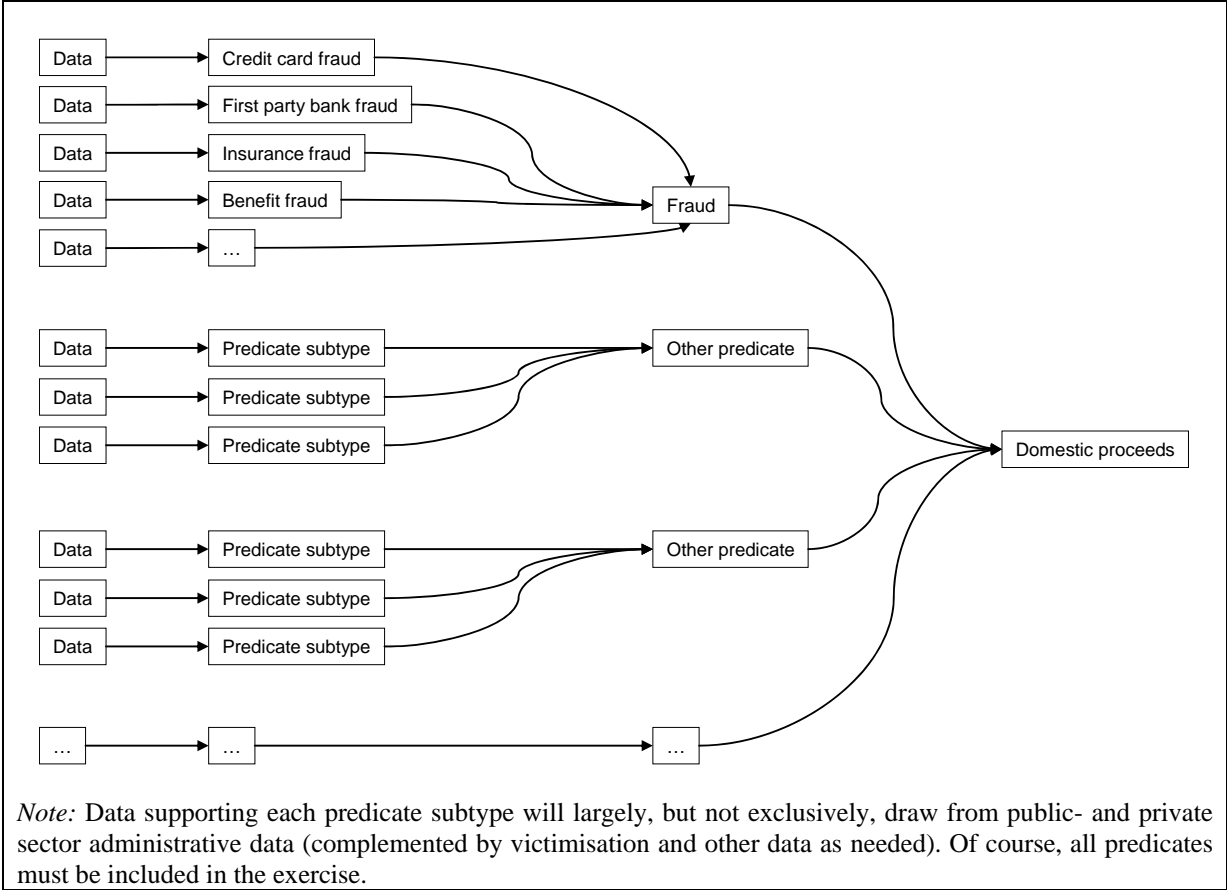 Data Credit card fraud
Data First party bank fraud
Data Insurance fraud
Data Benefit fraud
Fraud
Data …
Data Predicate subtype Other predicate
Data Predicate subtype
Data Predicate subtype
Domestic proceeds
Data Predicate subtype Other predicate
Data Predicate subtype
Data Predicate subtype
… … …
Note: Data supporting each predicate subtype will largely, but not exclusively, draw from public- and private
sector administrative data (complemented by victimisation and other data as needed). Of course, all predicates
must be included in the exercise.